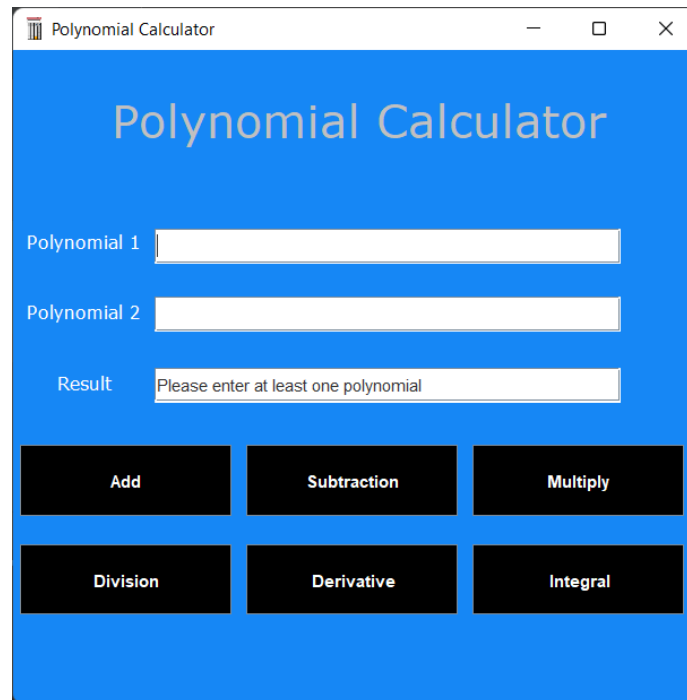 Polynomial Calculator
Polynomial Calculator
Polynomial 1
Polynomial 2
Result Please enter at least one polynomial
Add Subtraction Multiply
Division Derivative Integral